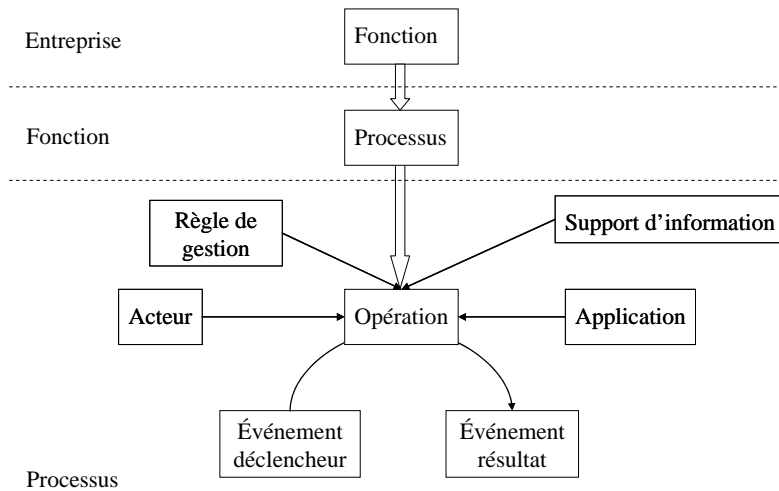 Entreprise
Fonction
Fonction
Processus
Règle de
gestion
Support d’information
Acteur
Opération
Application
Événement
déclencheur
Événement
résultat
Processus